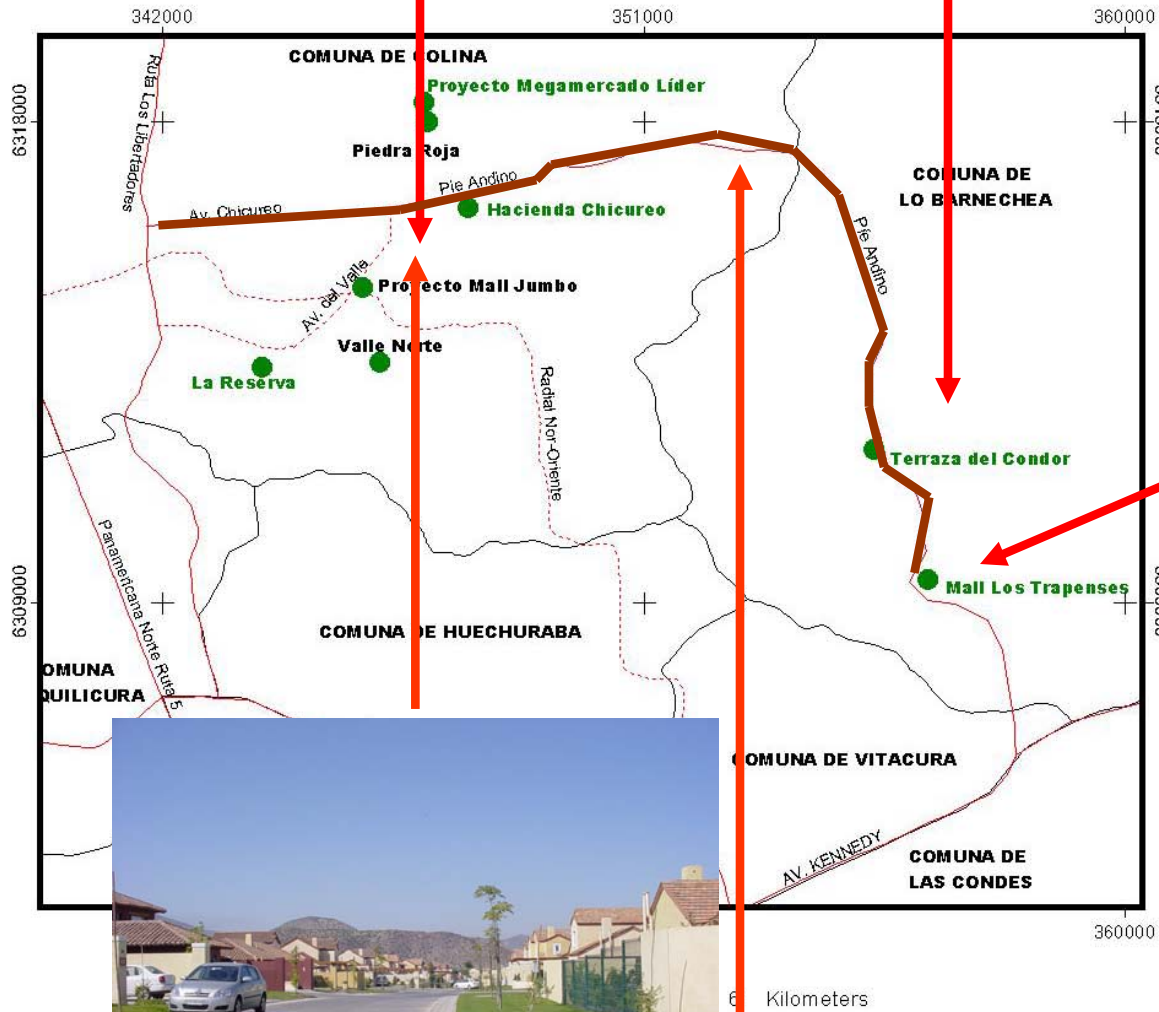 342000
351000
360000
COMUNA DE COLINA
Ruta Los Libertadores
Proyecto Megamercado Líder
6318000
Piedra Roja
Pie Andino
Av. Chicureo
Hacienda Chicureo
COMUNA DE
LO BARNECHEA
Pie Andino
Av. del Valle
Proyecto Mall Jumbo
Valle Norte
La Reserva
Radial Nor-Oriente
Terraza del Condor
Panamericana Norte Ruta 5
Mall Los Trapenses
6309000
COMUNA DE HUECHURABA
OMUNA
QUILICURA
COMUNA DE VITACURA
AV. KENNEDY
COMUNA DE
LAS CONDES
360000
6 Kilometers